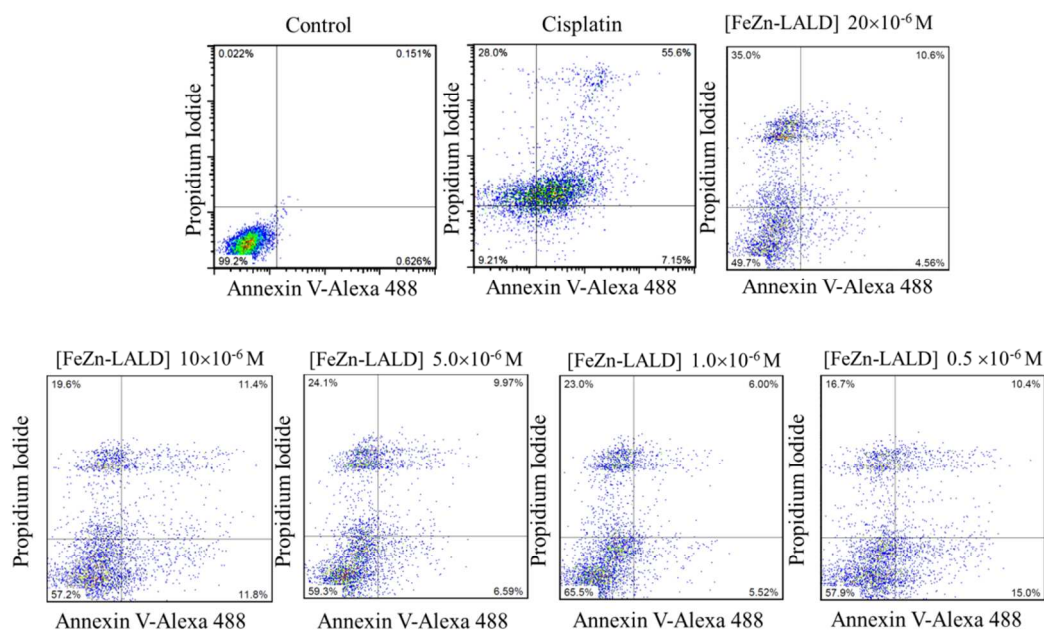 Control
Cisplatin
[FeZn-LALD] 20×10⁻⁶ M
0.022%
0.151%
28.0%
55.6%
35.0%
10.6%
Propidium Iodide
Propidium Iodide
Propidium Iodide
99.2%
0.626%
9.21%
7.15%
49.7%
4.56%
Annexin V-Alexa 488
Annexin V-Alexa 488
Annexin V-Alexa 488
[FeZn-LALD] 10×10⁻⁶ M
[FeZn-LALD] 5.0×10⁻⁶ M
[FeZn-LALD] 1.0×10⁻⁶ M
[FeZn-LALD] 0.5 ×10⁻⁶ M
19.6%
11.4%
24.1%
9.97%
23.0%
6.00%
16.7%
10.4%
Propidium Iodide
Propidium Iodide
Propidium Iodide
Propidium Iodide
57.2%
11.8%
59.3%
6.59%
65.5%
5.52%
57.9%
15.0%
Annexin V-Alexa 488
Annexin V-Alexa 488
Annexin V-Alexa 488
Annexin V-Alexa 488